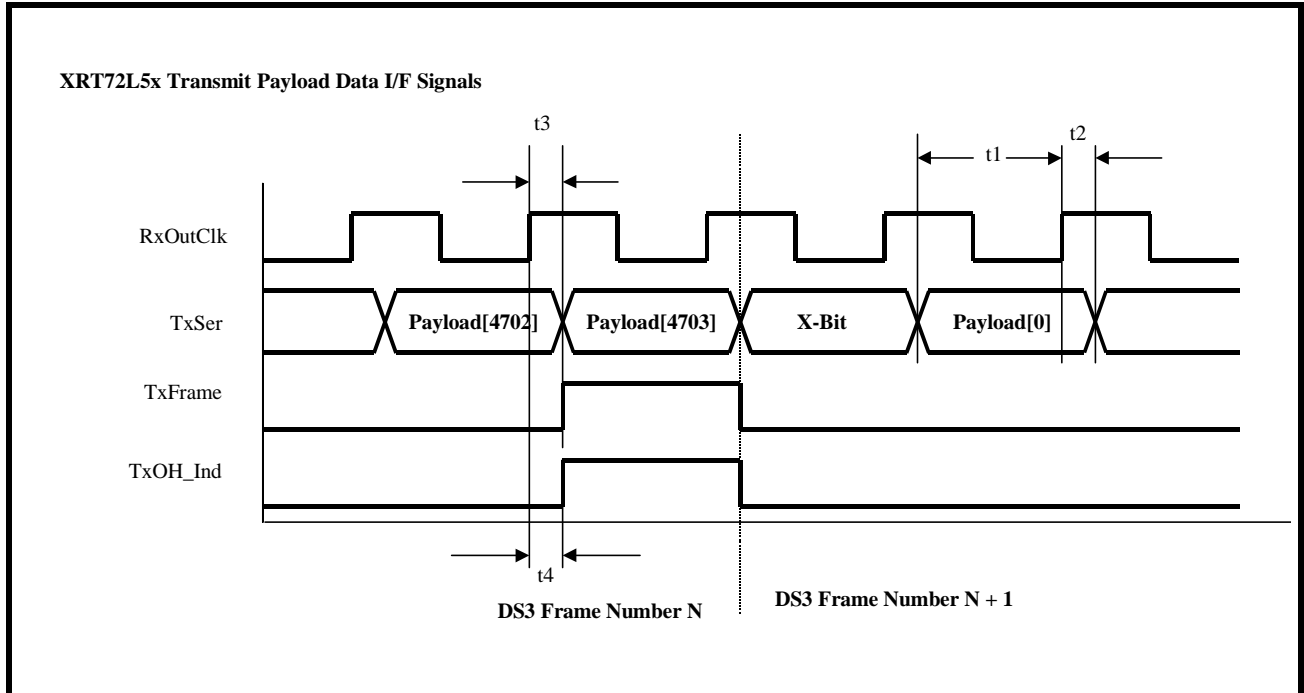 XRT72L5x Transmit Payload Data I/F Signals
t3
t2
t1
RxOutClk
TxSer
Payload[4702]
Payload[4703]
X-Bit
Payload[0]
TxFrame
TxOH_Ind
t4
DS3 Frame Number N
DS3 Frame Number N + 1